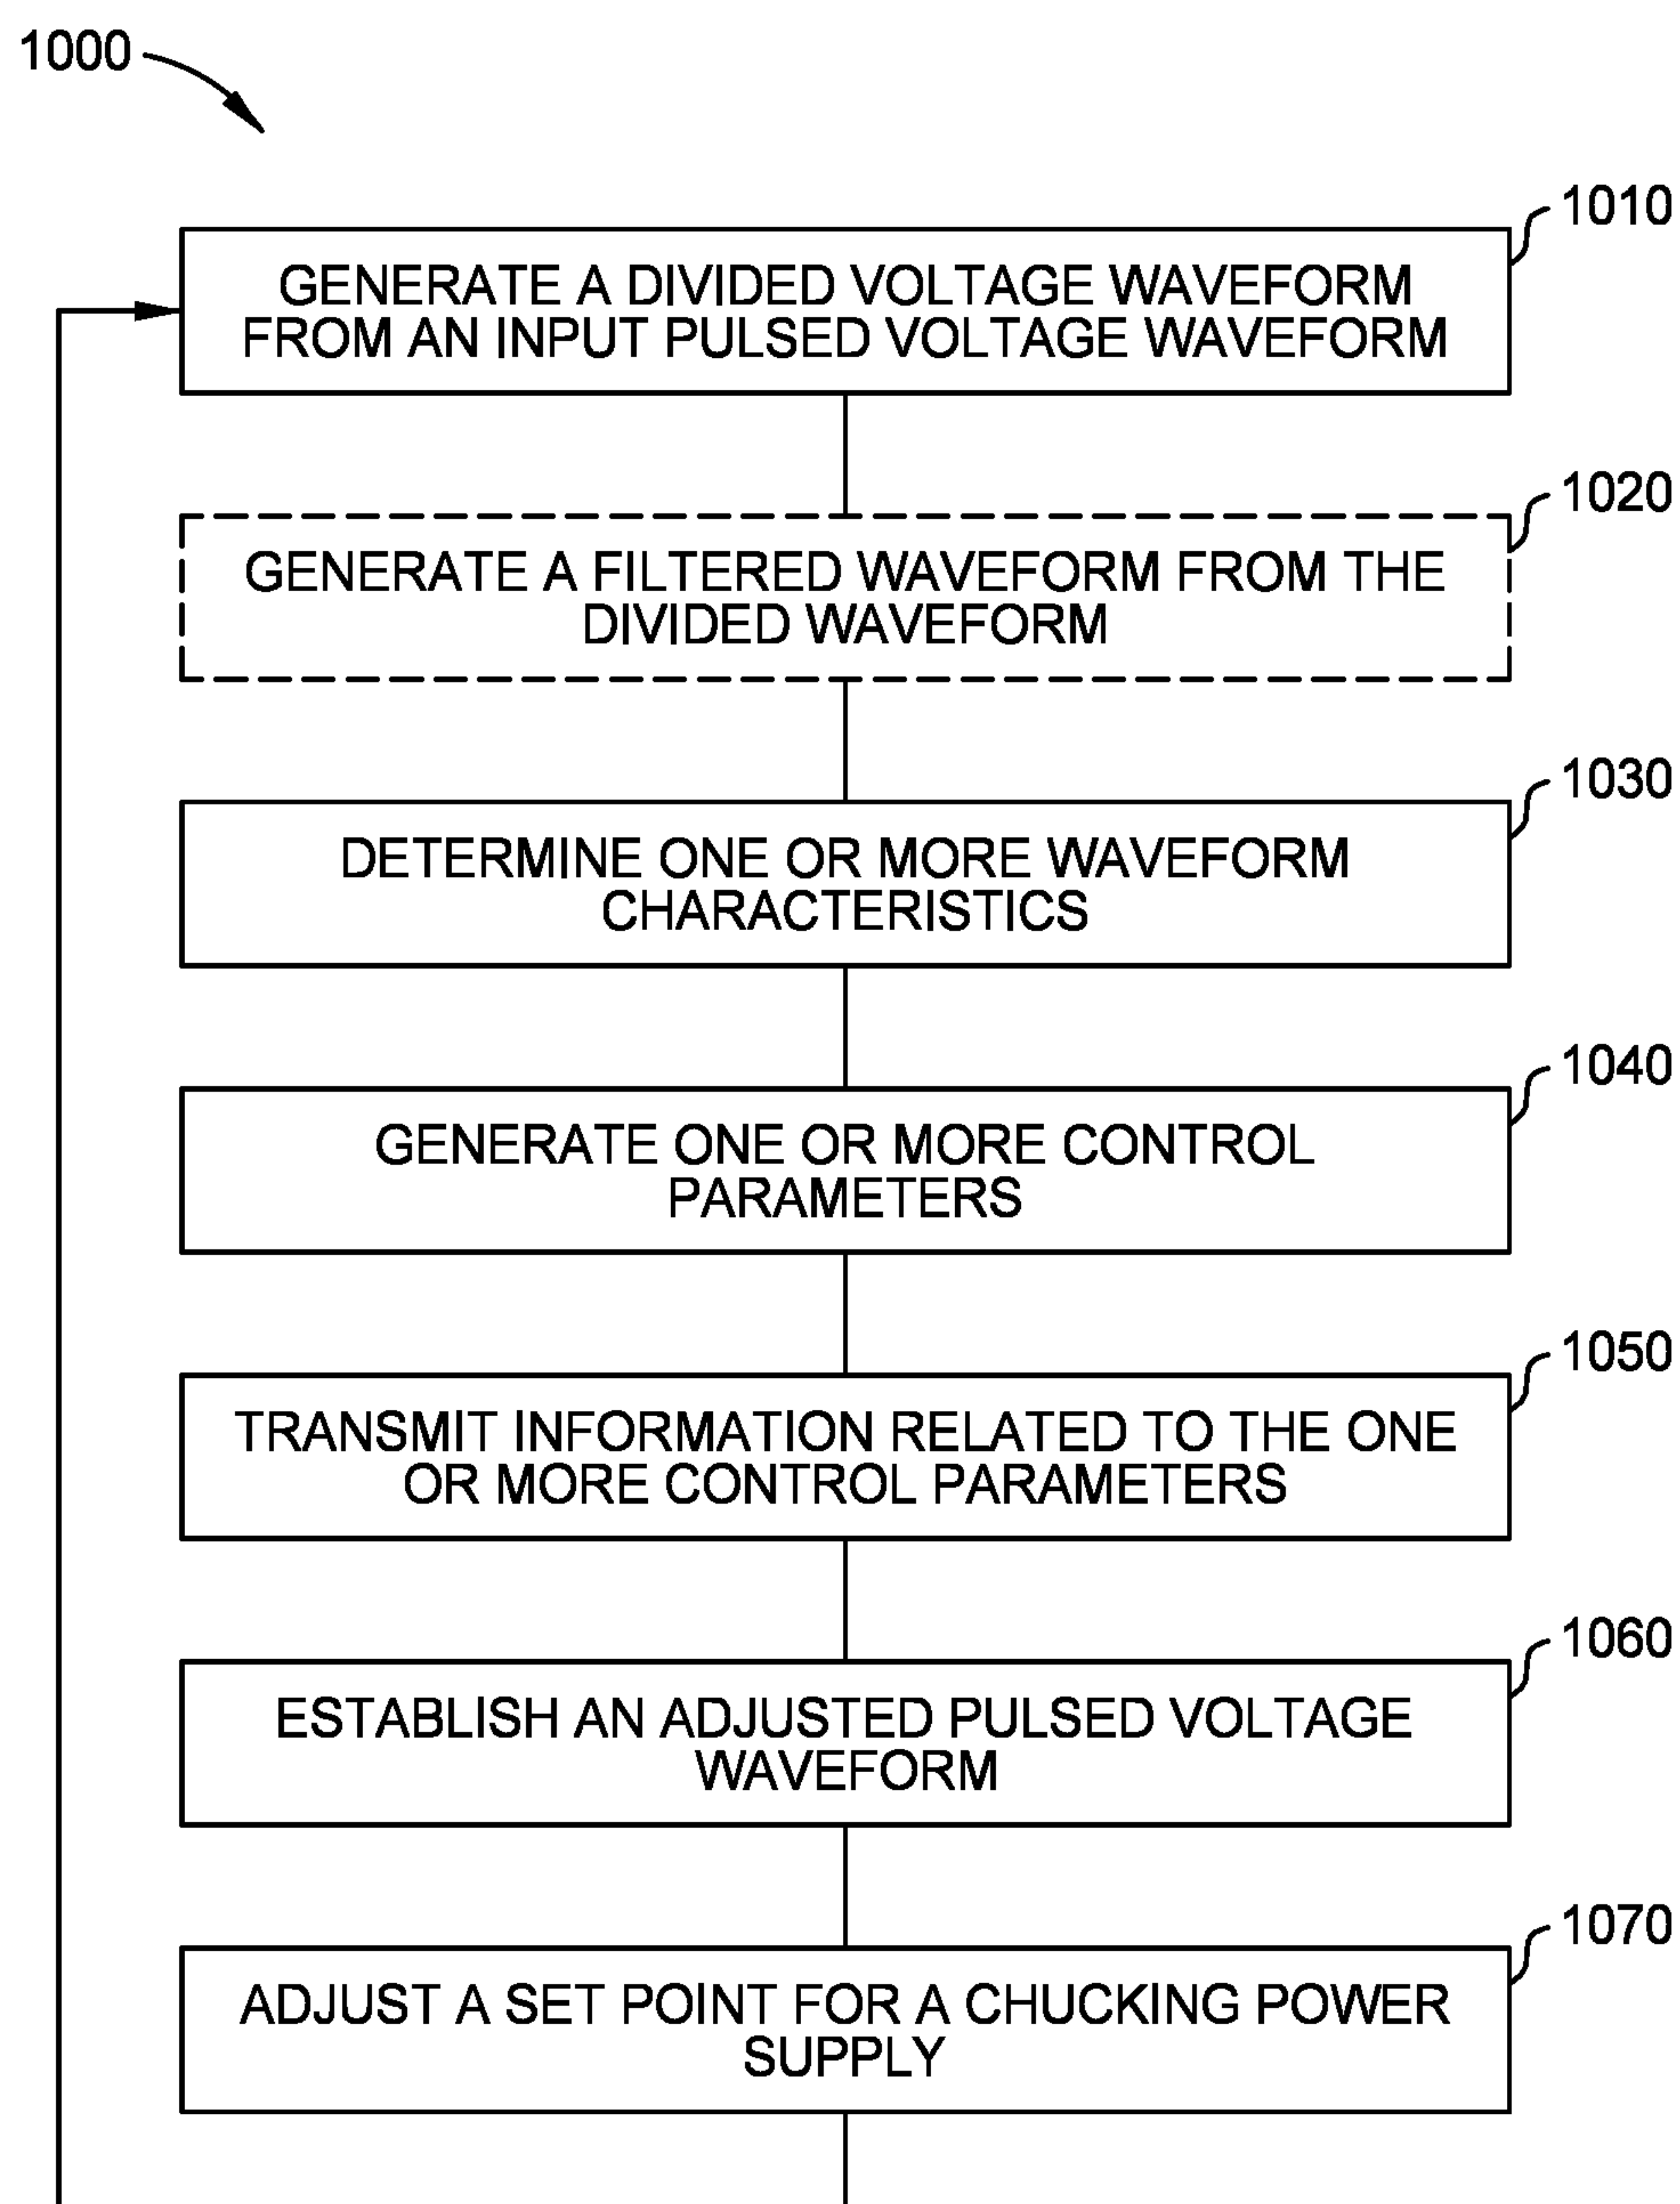 1000
1010
GENERATE A DIVIDED VOLTAGE WAVEFORM
FROM AN INPUT PULSED VOLTAGE WAVEFORM
1020
GENERATE A FILTERED WAVEFORM FROM THE
DIVIDED WAVEFORM
1030
DETERMINE ONE OR MORE WAVEFORM
CHARACTERISTICS
1040
GENERATE ONE OR MORE CONTROL
PARAMETERS
1050
TRANSMIT INFORMATION RELATED TO THE ONE
OR MORE CONTROL PARAMETERS
1060
ESTABLISH AN ADJUSTED PULSED VOLTAGE
WAVEFORM
1070
ADJUST A SET POINT FOR A CHUCKING POWER
SUPPLY